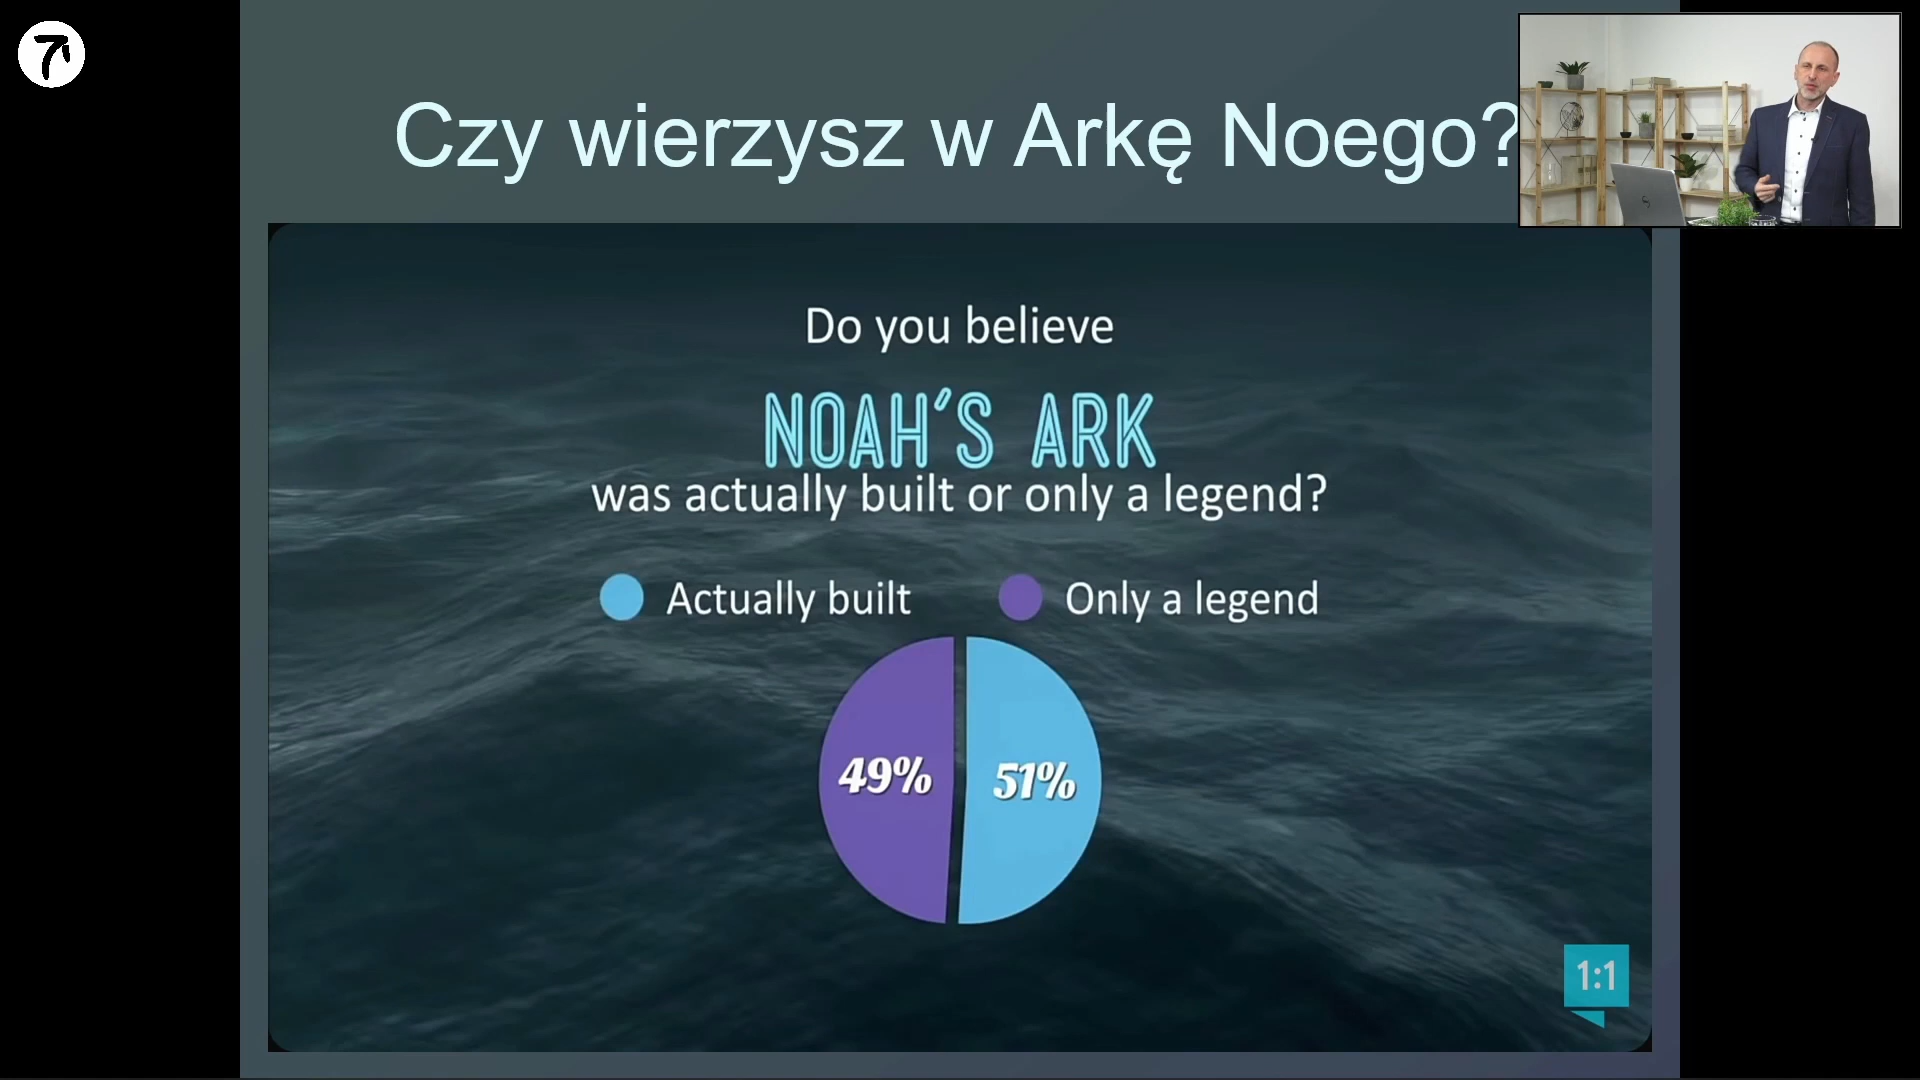 Czy wierzysz w Arkę Noego?
Do you believe
NOAH'S ARK
was actually built or only a legend?
Actually built
Only a legend
49%
51%
1:1